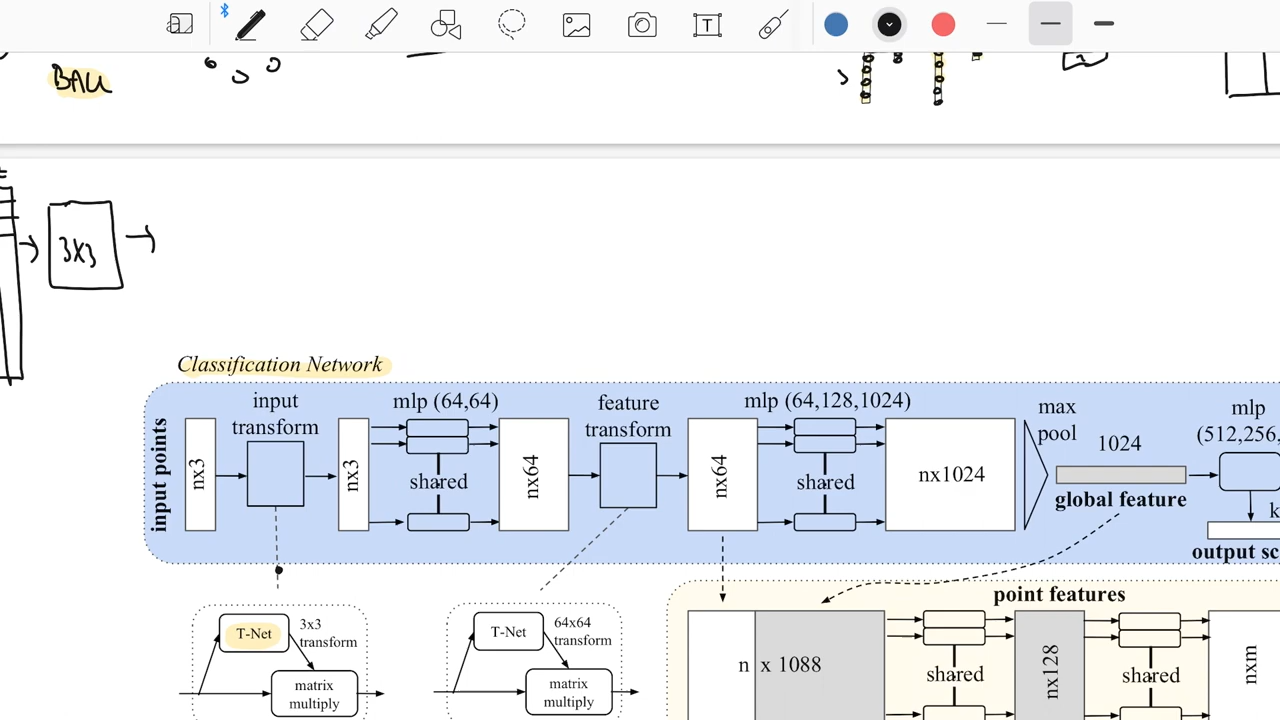 T
BALL
3x3
Classification Network
input points
nx3
input
transform
nx3
mlp (64,64)
shared
nx64
feature
transform
nx64
mlp (64,128,1024)
shared
nx1024
max
pool
1024
global feature
mlp
(512,256,
k
output sc
point features
T-Net
3x3
transform
matrix
multiply
T-Net
64x64
transform
matrix
multiply
n x 1088
shared
nx128
shared
nxm